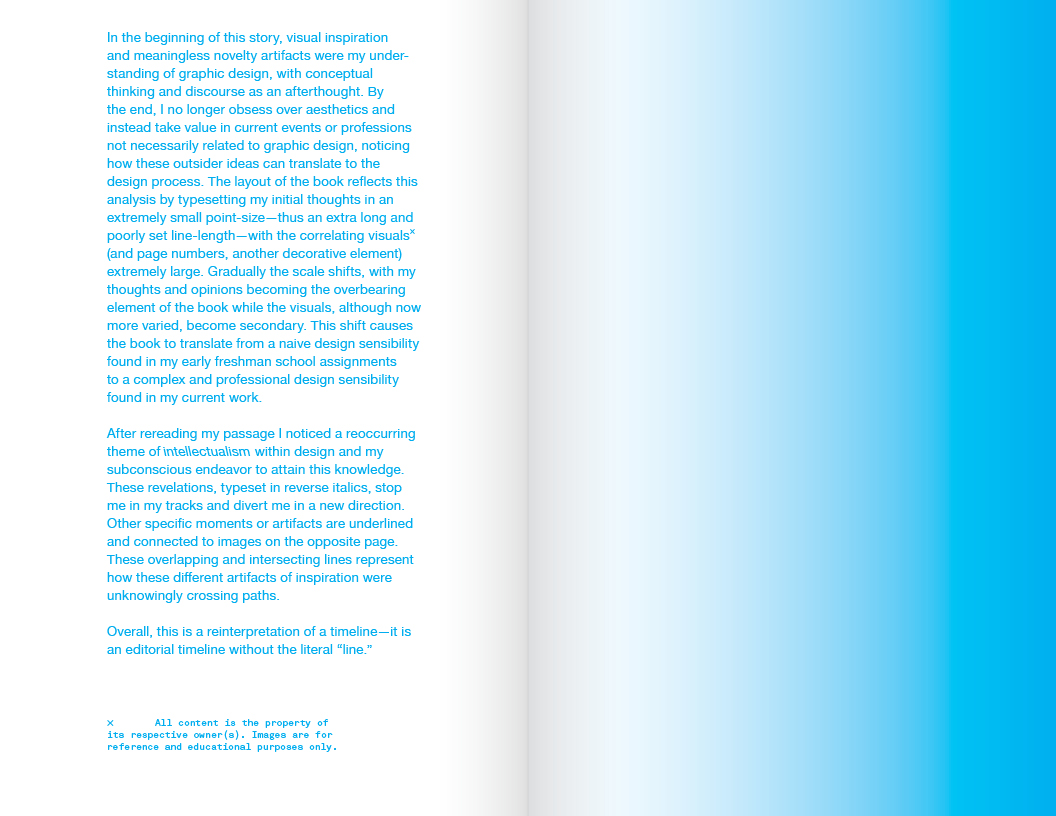 In the beginning of this story, visual inspiration
and meaningless novelty artifacts were my under-
standing of graphic design, with conceptual
thinking and discourse as an afterthought. By
the end, I no longer obsess over aesthetics and
instead take value in current events or professions
not necessarily related to graphic design, noticing
how these outsider ideas can translate to the
design process. The layout of the book reflects this
analysis by typesetting my initial thoughts in an
extremely small point-size—thus an extra long and
poorly set line-length—with the correlating visuals×
(and page numbers, another decorative element)
extremely large. Gradually the scale shifts, with my
thoughts and opinions becoming the overbearing
element of the book while the visuals, although now
more varied, become secondary. This shift causes
the book to translate from a naive design sensibility
found in my early freshman school assignments
to a complex and professional design sensibility
found in my current work.

After rereading my passage I noticed a reoccurring
theme of intellectualism within design and my
subconscious endeavor to attain this knowledge.
These revelations, typeset in reverse italics, stop
me in my tracks and divert me in a new direction.
Other specific moments or artifacts are underlined
and connected to images on the opposite page.
These overlapping and intersecting lines represent
how these different artifacts of inspiration were
unknowingly crossing paths.

Overall, this is a reinterpretation of a timeline—it is
an editorial timeline without the literal “line.”

× All content is the property of
its respective owner(s). Images are for
reference and educational purposes only.